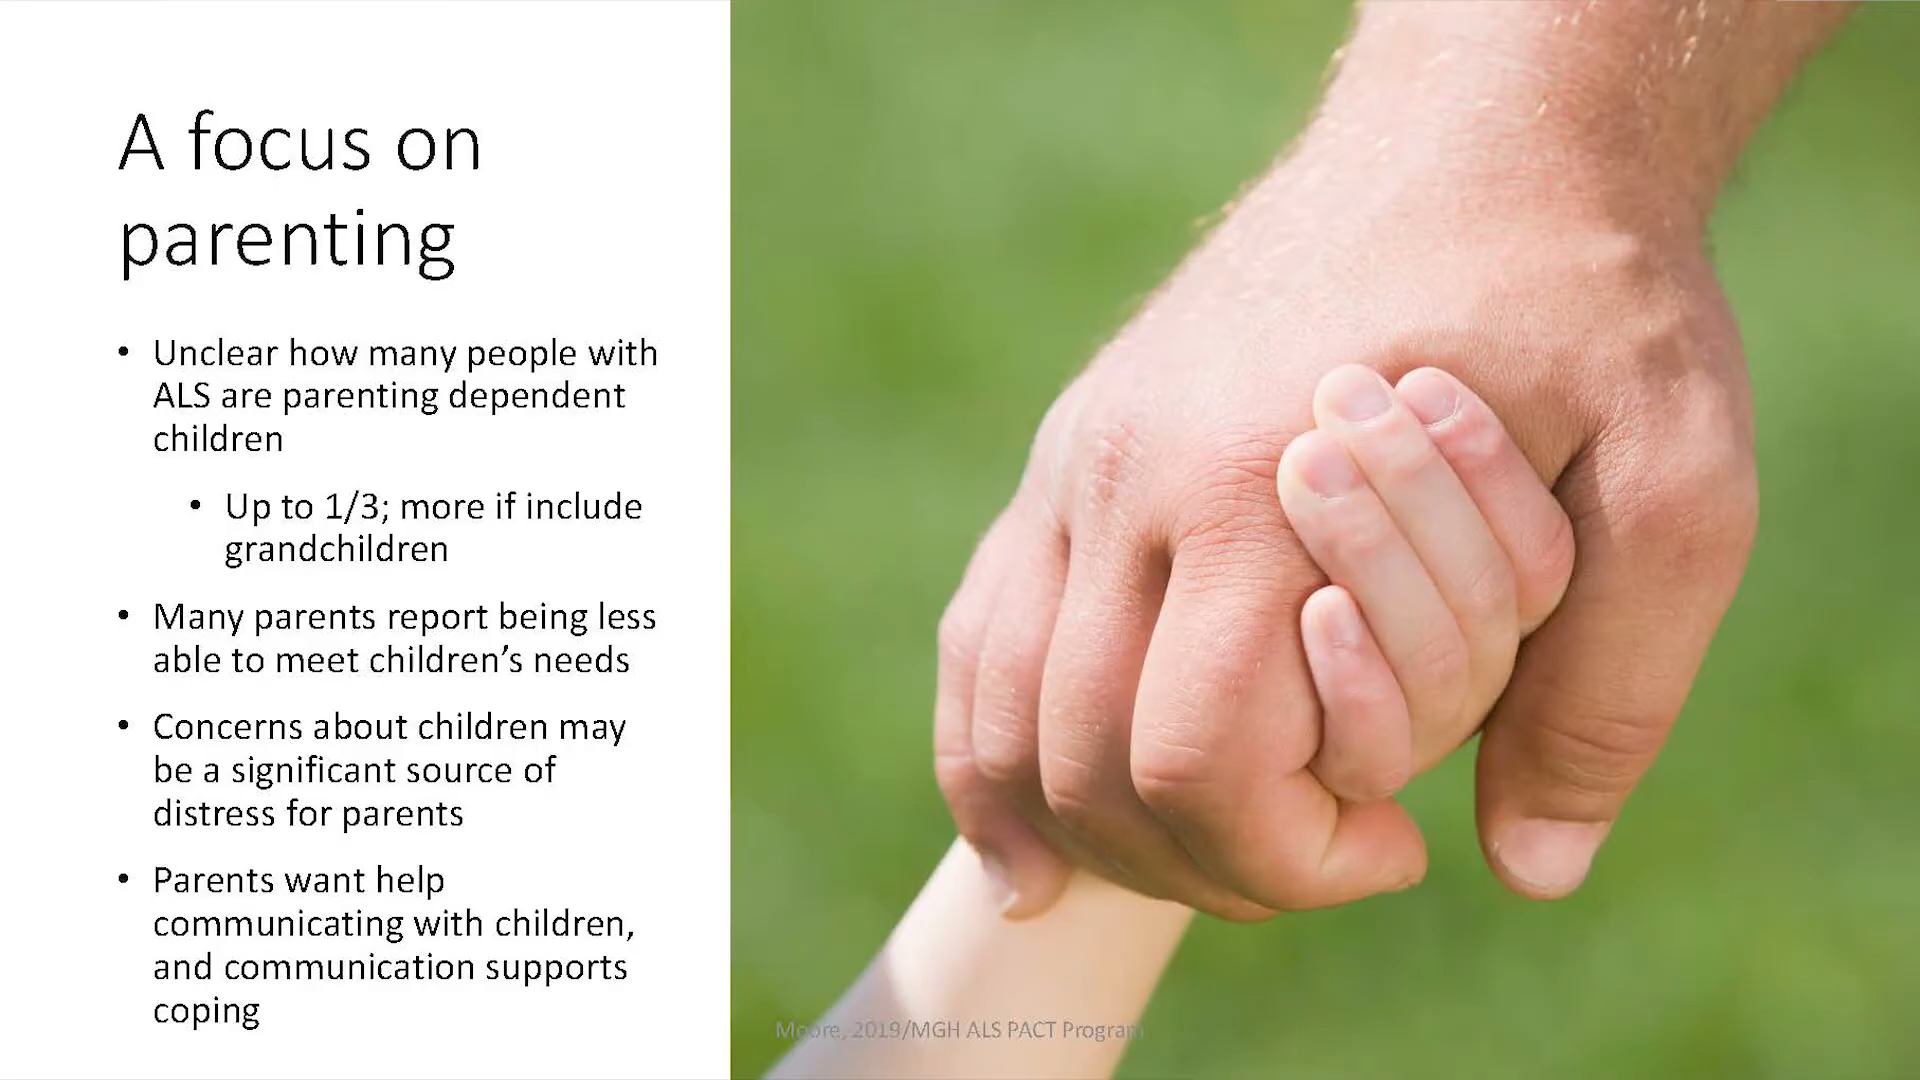 A focus on
parenting
• Unclear how many people with
ALS are parenting dependent
children
• Up to 1/3; more if include
grandchildren
• Many parents report being less
able to meet children's needs
• Concerns about children may
be a significant source of
distress for parents
• Parents want help
communicating with children,
and communication supports
coping
Moore, 2019/MGH ALS PACT Program